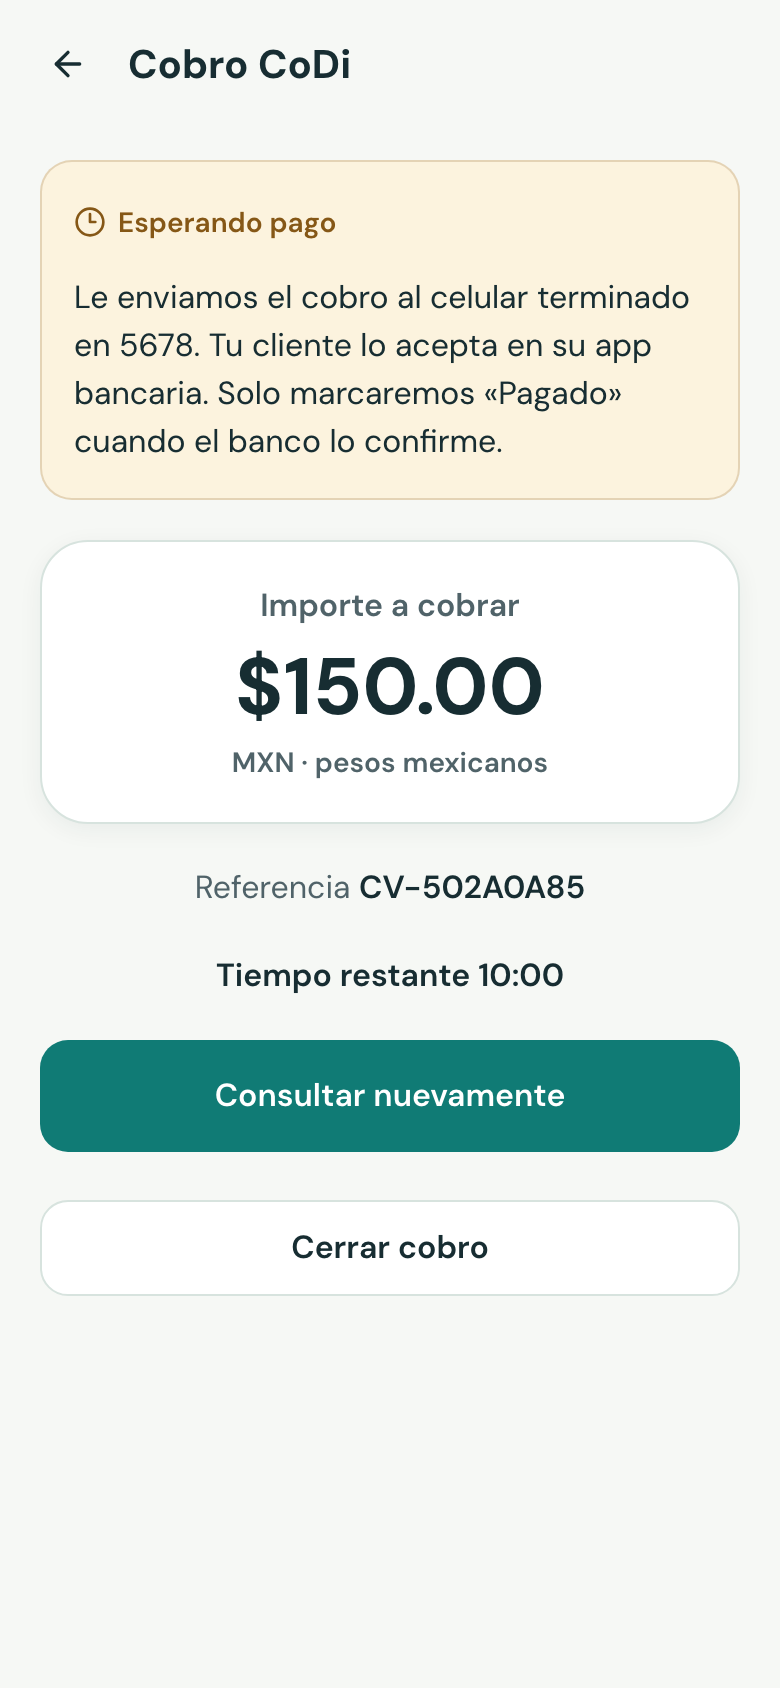 Cobro CoDi
Esperando pago
Le enviamos el cobro al celular terminado
en 5678. Tu cliente lo acepta en su app
bancaria. Solo marcaremos «Pagado»
cuando el banco lo confirme.
Importe a cobrar
$150.00
MXN · pesos mexicanos
Referencia CV-502A0A85
Tiempo restante 10:00
Consultar nuevamente
Cerrar cobro